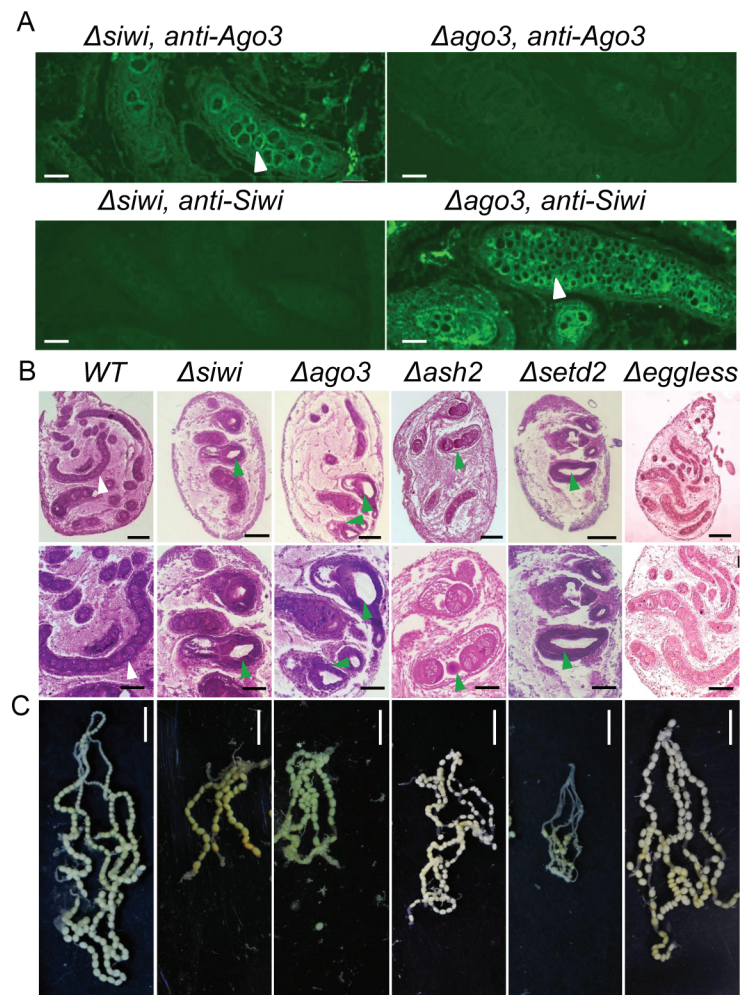 A
Δsiwi, anti-Ago3 Δago3, anti-Ago3
Δsiwi, anti-Siwi Δago3, anti-Siwi
B WT Δsiwi Δago3 Δash2 Δsetd2 Δeggless
C